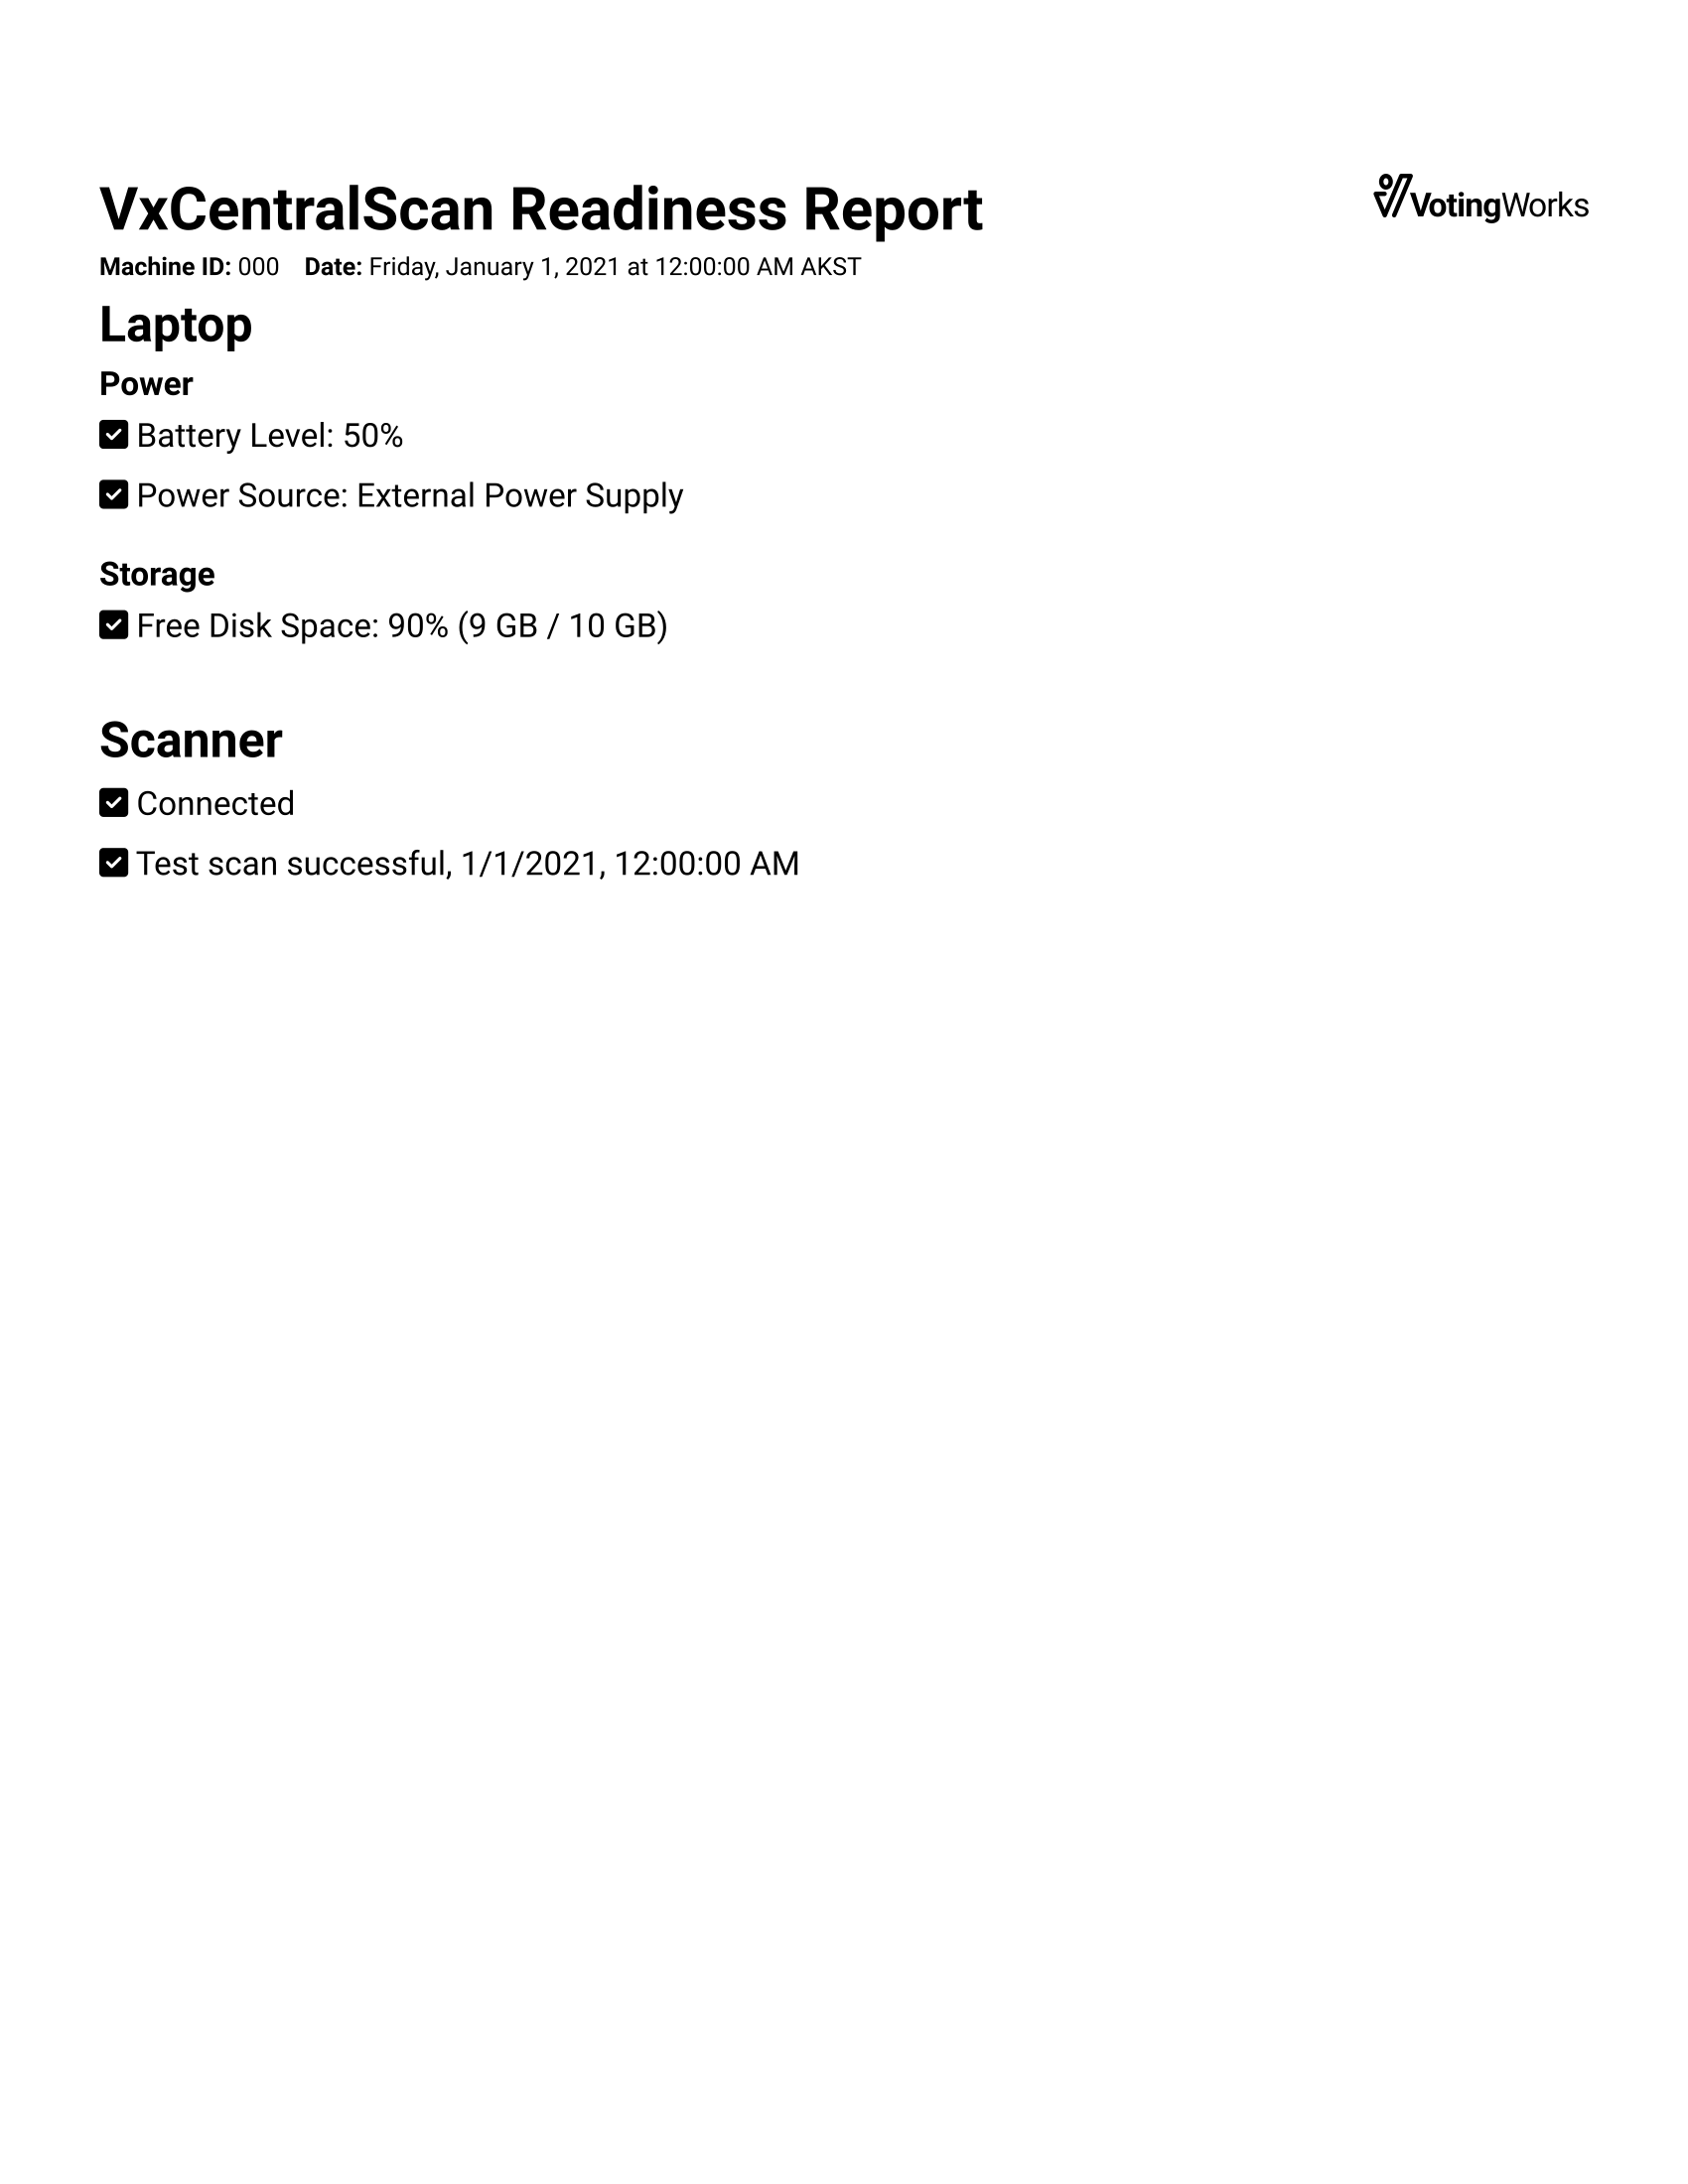 VxCentralScan Readiness Report
VotingWorks
Machine ID: 000 Date: Friday, January 1, 2021 at 12:00:00 AM AKST
Laptop
Power
Battery Level: 50%
Power Source: External Power Supply
Storage
Free Disk Space: 90% (9 GB / 10 GB)
Scanner
Connected
Test scan successful, 1/1/2021, 12:00:00 AM